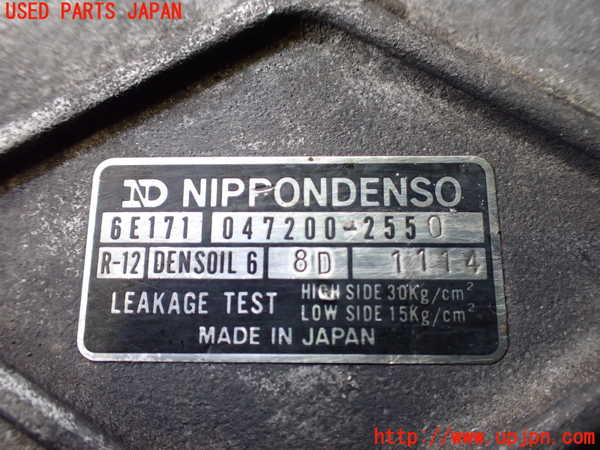 USED PARTS JAPAN
ND NIPPONDENSO
6E171 047200-2550
R-12 DENSOIL 6 8D 1114
LEAKAGE TEST HIGH SIDE 30Kg/cm²
LOW SIDE 15Kg/cm²
MADE IN JAPAN
http://www.upjpn.com/